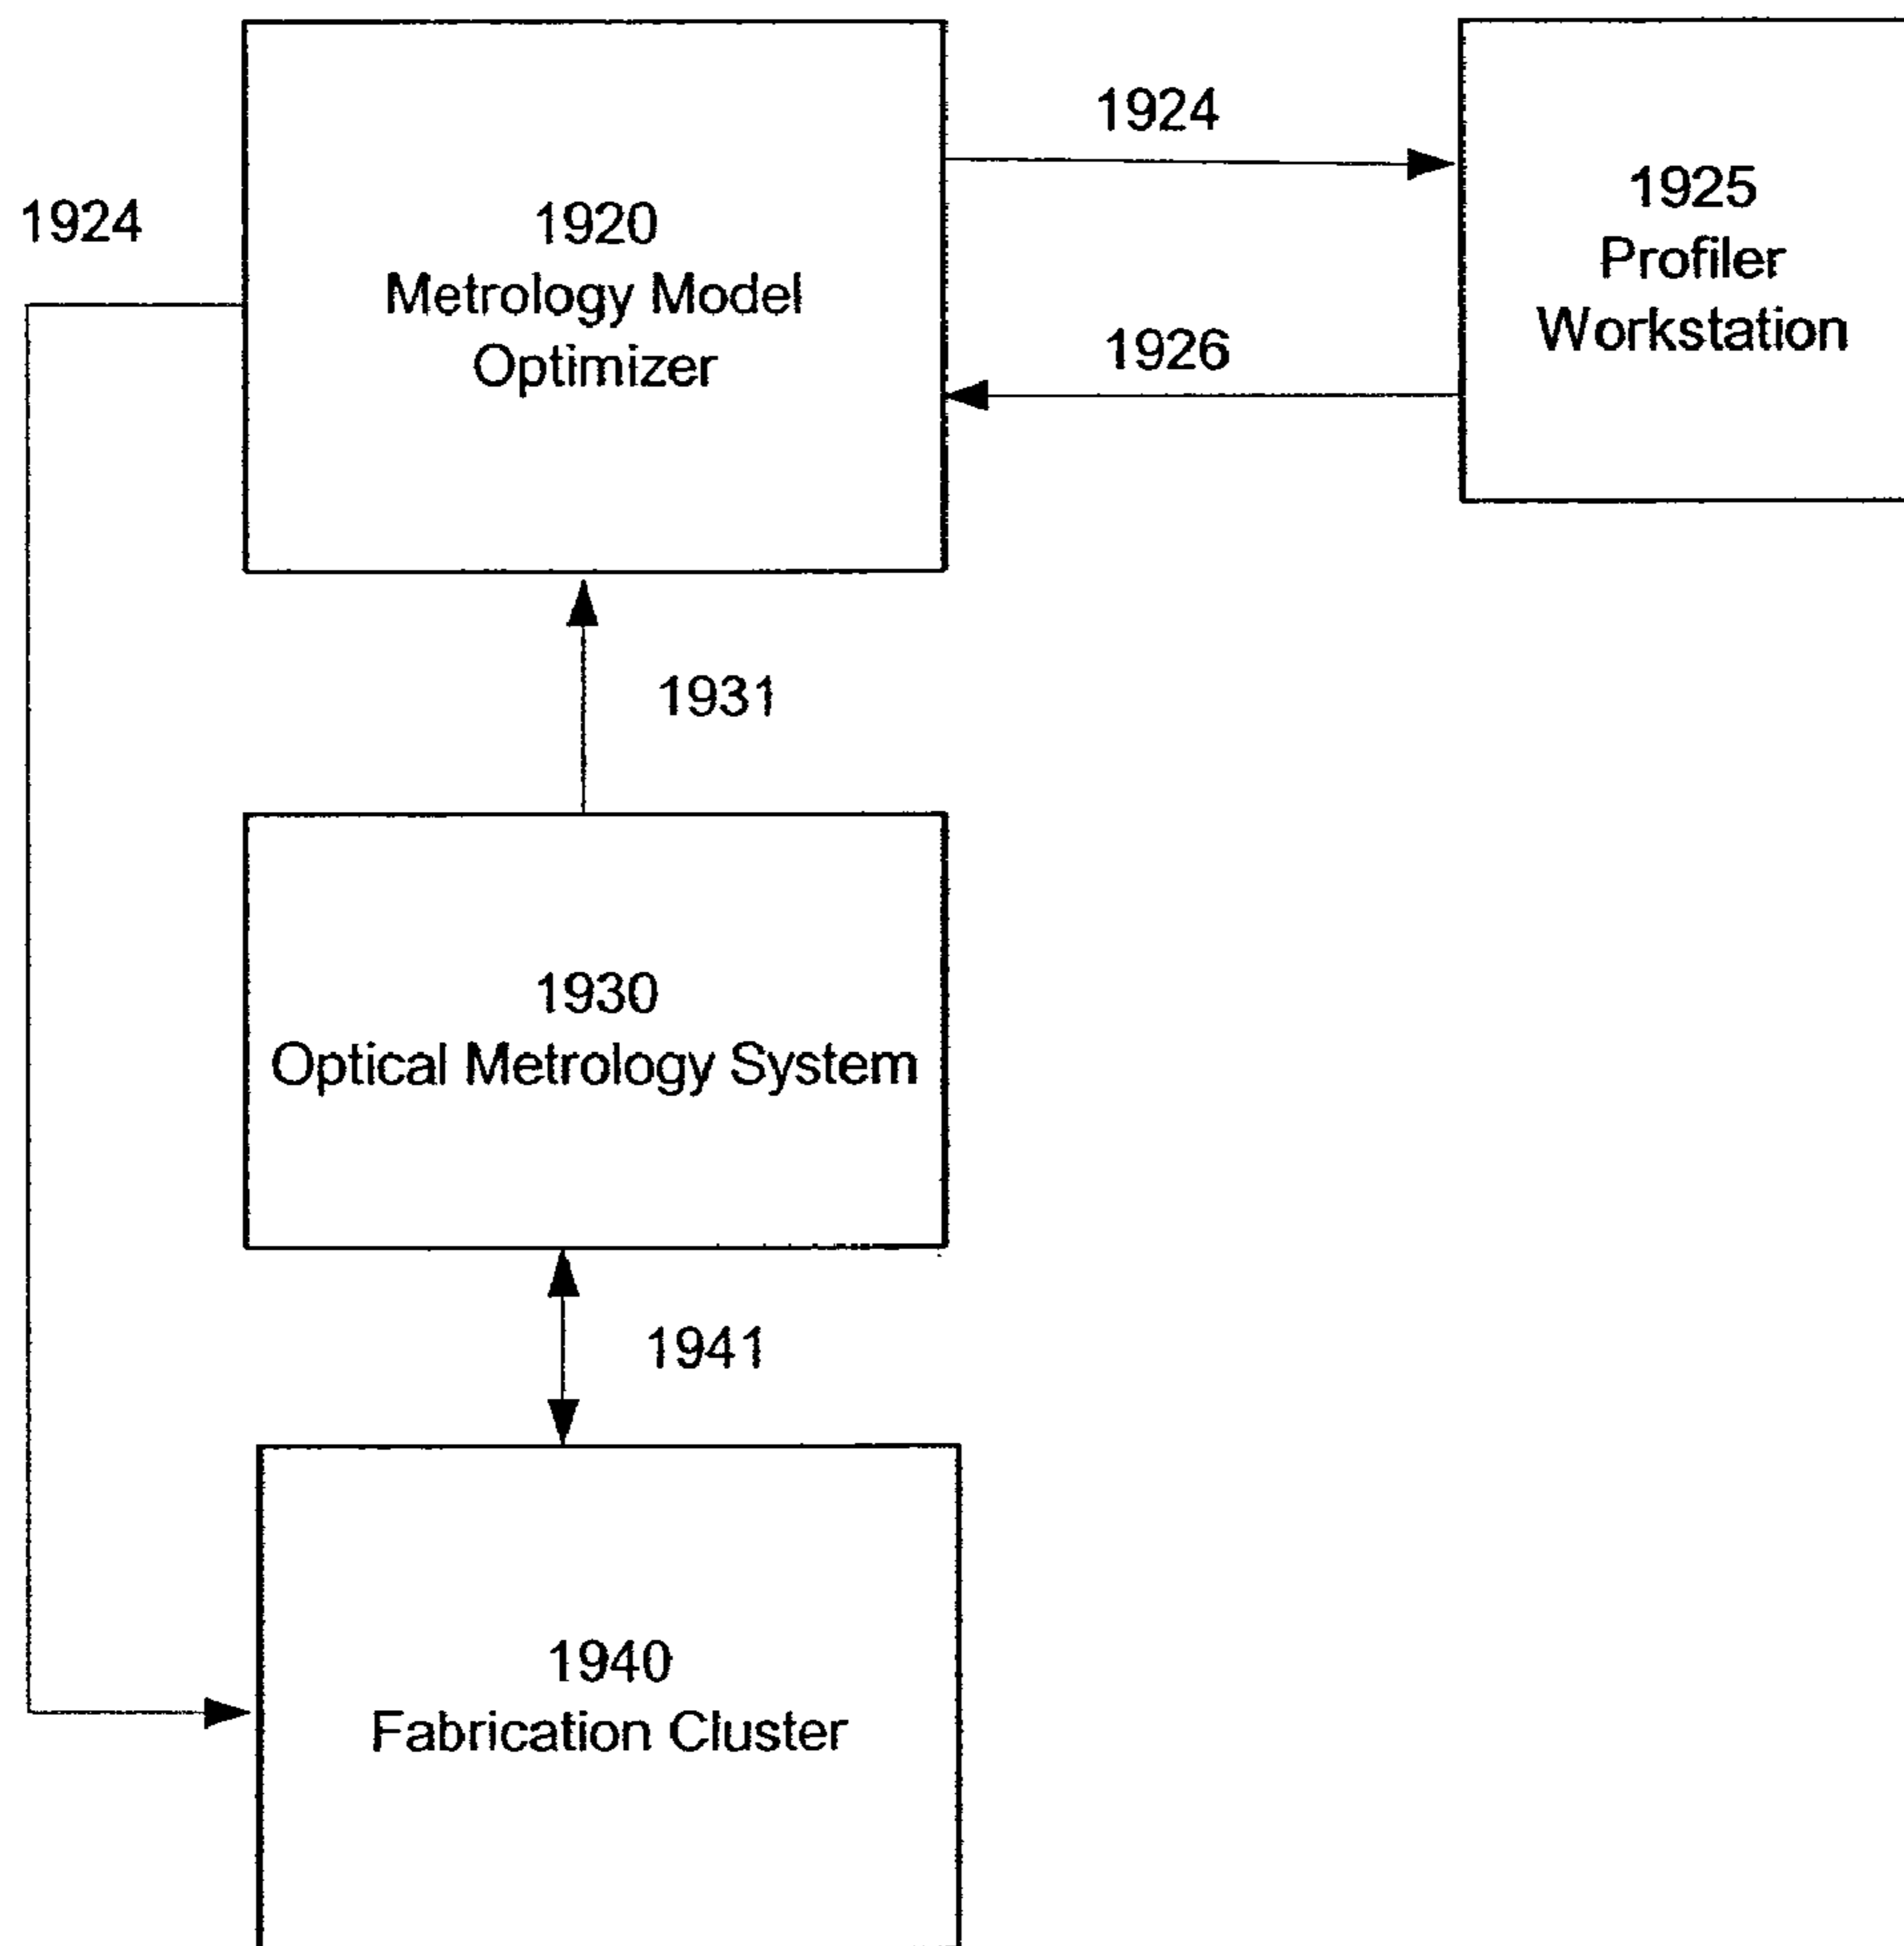 1924
1925
Profiler
Workstation
1924
1920
Metrology Model
Optimizer
1926
1931
1930
Optical Metrology System
1941
1940
Fabrication Cluster